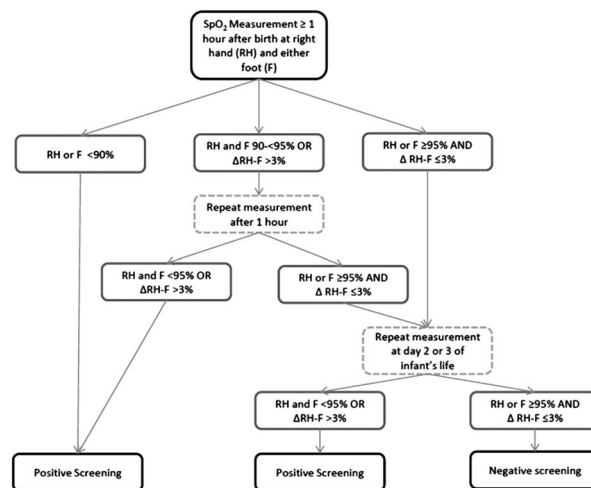 SpO₂ Measurement ≥ 1
hour after birth at right
hand (RH) and either
foot (F)
RH or F <90%
RH and F 90-<95% OR
ΔRH-F >3%
RH or F ≥95% AND
Δ RH-F ≤3%
Repeat measurement
after 1 hour
RH and F <95% OR
ΔRH-F >3%
RH or F ≥95% AND
Δ RH-F ≤3%
Repeat measurement
at day 2 or 3 of
infant's life
RH and F <95% OR
ΔRH-F >3%
RH or F ≥95% AND
Δ RH-F ≤3%
Positive Screening
Positive Screening
Negative screening